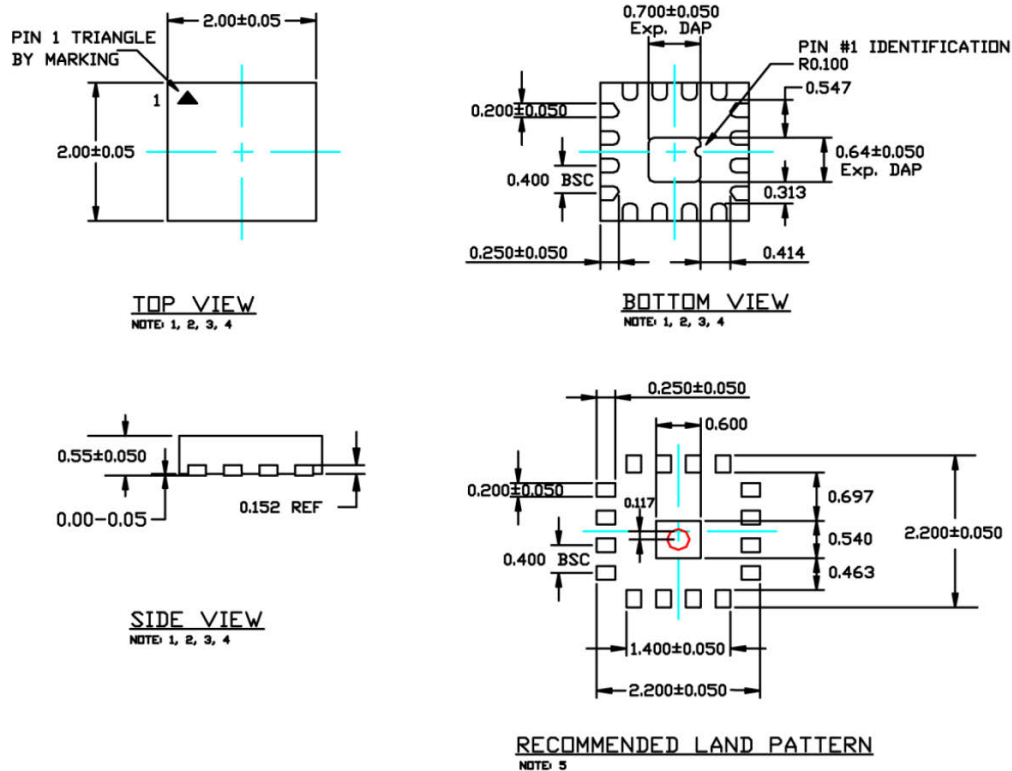 2.00±0.05
PIN 1 TRIANGLE
BY MARKING
1
2.00±0.05
TOP VIEW
NOTE: 1, 2, 3, 4
0.700±0.050
Exp. DAP
PIN #1 IDENTIFICATION
R0.100
0.547
0.200±0.050
0.64±0.050
Exp. DAP
0.400 BSC
0.313
0.250±0.050
0.414
BOTTOM VIEW
NOTE: 1, 2, 3, 4
0.55±0.050
0.00-0.05
0.152 REF
SIDE VIEW
NOTE: 1, 2, 3, 4
0.250±0.050
0.600
0.200±0.050
0.117
0.697
0.540
2.200±0.050
0.400 BSC
0.463
1.400±0.050
2.200±0.050
RECOMMENDED LAND PATTERN
NOTE: 5